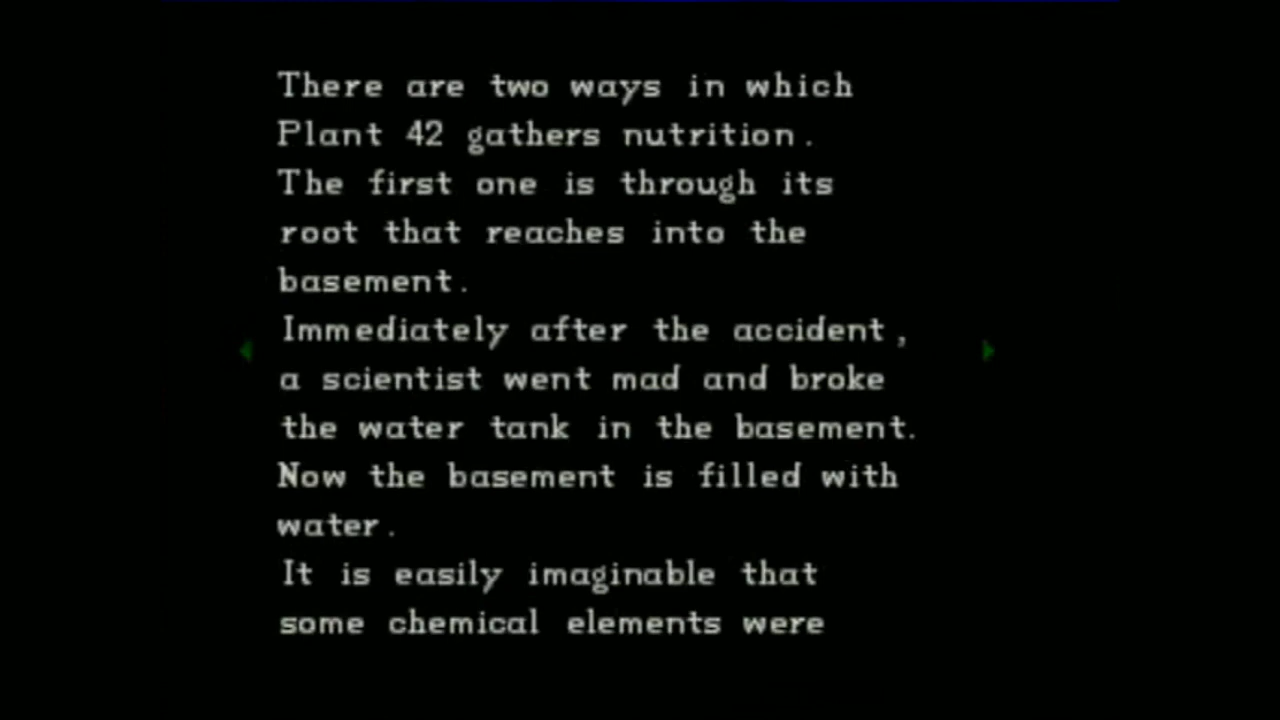 There are two ways in which
Plant 42 gathers nutrition.
The first one is through its
root that reaches into the
basement.
Immediately after the accident,
a scientist went mad and broke
the water tank in the basement.
Now the basement is filled with
water.
It is easily imaginable that
some chemical elements were